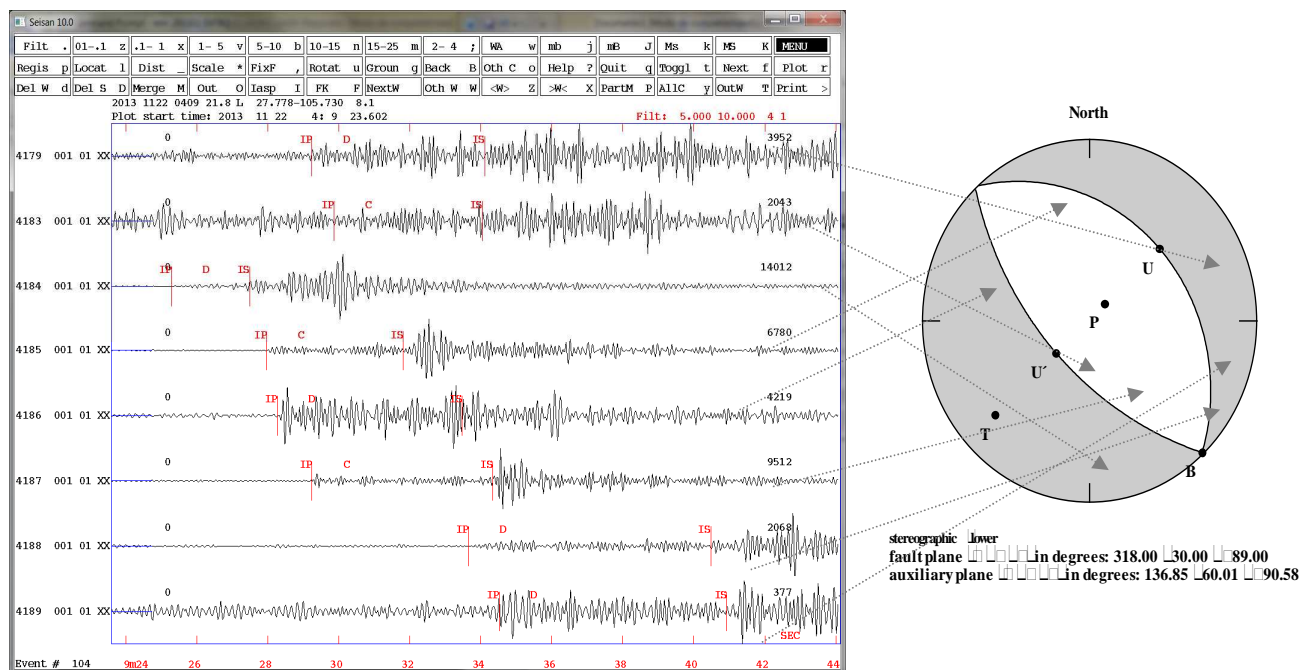 Seisan 10.0
Filt . 01-.1 z .1- 1 x 1- 5 v 5-10 b 10-15 n 15-25 m 2- 4 ; WA w mb j mB J Ms k MS K MENU
Regis p Locat l Dist _ Scale * FixF , Rotat u Groun g Back B Oth C o Help ? Quit q Toggl t Next f Plot r
Del W d Del S D Merge M Out O Iasp I FK F NextW Oth W W <W> Z >W< X PartM P AllC y OutW T Print >
2013 1122 0409 21.8 L 27.778-105.730 8.1
Plot start time: 2013 11 22 4: 9 23.602 Filt: 5.000 10.000 4 1
0 IP D IS 3952
4179 001 01 XX
0 IP C IS 2043
4183 001 01 XX
0 IP D IS 14012
4184 001 01 XX
0 IP C IS 6780
4185 001 01 XX
0 IP D IS 4219
4186 001 01 XX
0 IP C IS 9512
4187 001 01 XX
0 IP D IS 2068
4188 001 01 XX
0 IP D IS 377
4189 001 01 XX
SEC
Event # 104 9m24 26 28 30 32 34 36 38 40 42 44
North
U
P
U´
T
B
stereographic lower
fault plane in degrees: 318.00 30.00 89.00
auxiliary plane in degrees: 136.85 60.01 90.58